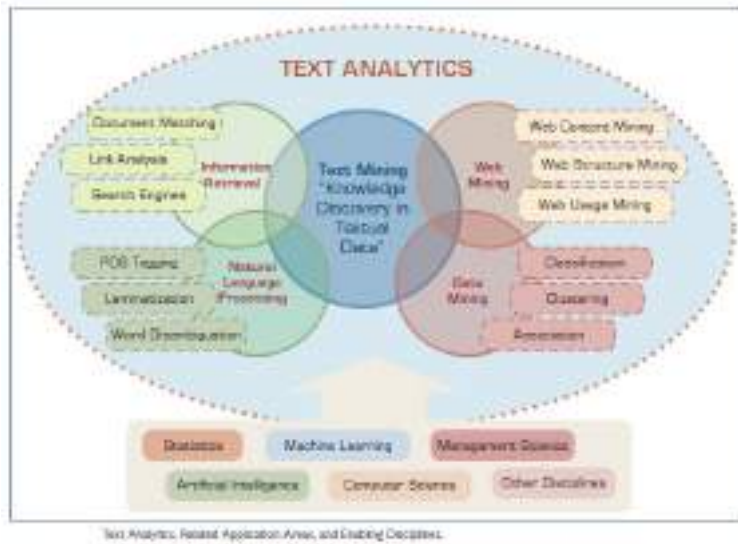 TEXT ANALYTICS
Document Matching
Link Analysis
Search Engines
Information
Retrieval
Text Mining
"Knowledge
Discovery in
Textual
Data"
Web
Mining
Web Content Mining
Web Structure Mining
Web Usage Mining
POS Tagging
Lemmatization
Word Disambiguation
Natural
Language
Processing
Data
Mining
Classification
Clustering
Association
Statistics
Machine Learning
Management Science
Artificial Intelligence
Computer Science
Other Disciplines
Text Analytics, Related Application Areas, and Enabling Disciplines.